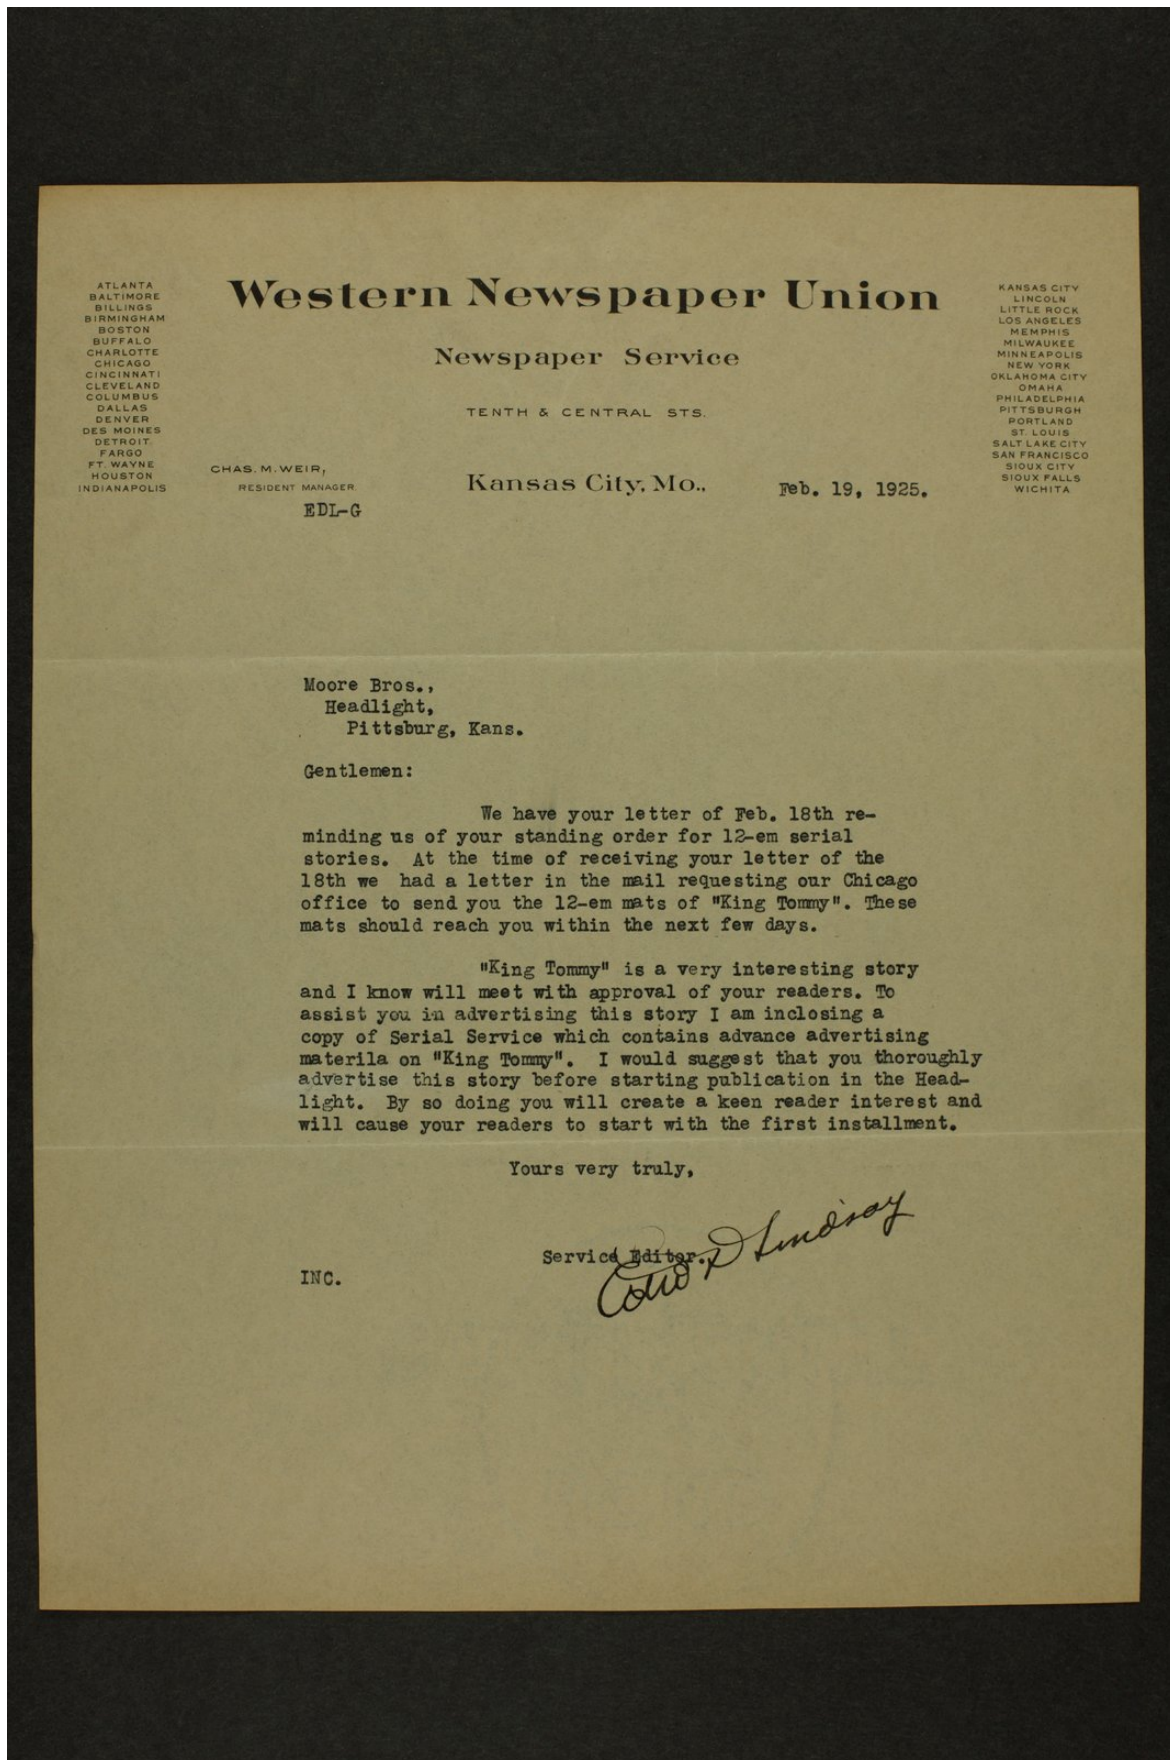 ATLANTA
BALTIMORE
BILLINGS
BIRMINGHAM
BOSTON
BUFFALO
CHARLOTTE
CHICAGO
CINCINNATI
CLEVELAND
COLUMBUS
DALLAS
DENVER
DES MOINES
DETROIT
FARGO
FT. WAYNE
HOUSTON
INDIANAPOLIS
Western Newspaper Union
Newspaper Service
TENTH & CENTRAL STS.
KANSAS CITY
LINCOLN
LITTLE ROCK
LOS ANGELES
MEMPHIS
MILWAUKEE
MINNEAPOLIS
NEW YORK
OKLAHOMA CITY
OMAHA
PHILADELPHIA
PITTSBURGH
PORTLAND
ST. LOUIS
SALT LAKE CITY
SAN FRANCISCO
SIOUX CITY
SIOUX FALLS
WICHITA
CHAS. M. WEIR,
RESIDENT MANAGER
Kansas City, Mo., Feb. 19, 1925.
EDL-G
Moore Bros.,
Headlight,
Pittsburg, Kans.
Gentlemen:
We have your letter of Feb. 18th re-
minding us of your standing order for 12-em serial
stories. At the time of receiving your letter of the
18th we had a letter in the mail requesting our Chicago
office to send you the 12-em mats of "King Tommy". These
mats should reach you within the next few days.
"King Tommy" is a very interesting story
and I know will meet with approval of your readers. To
assist you in advertising this story I am inclosing a
copy of Serial Service which contains advance advertising
materila on "King Tommy". I would suggest that you thoroughly
advertise this story before starting publication in the Head-
light. By so doing you will create a keen reader interest and
will cause your readers to start with the first installment.
Yours very truly,
Service Editor.
D Lindsay
INC.